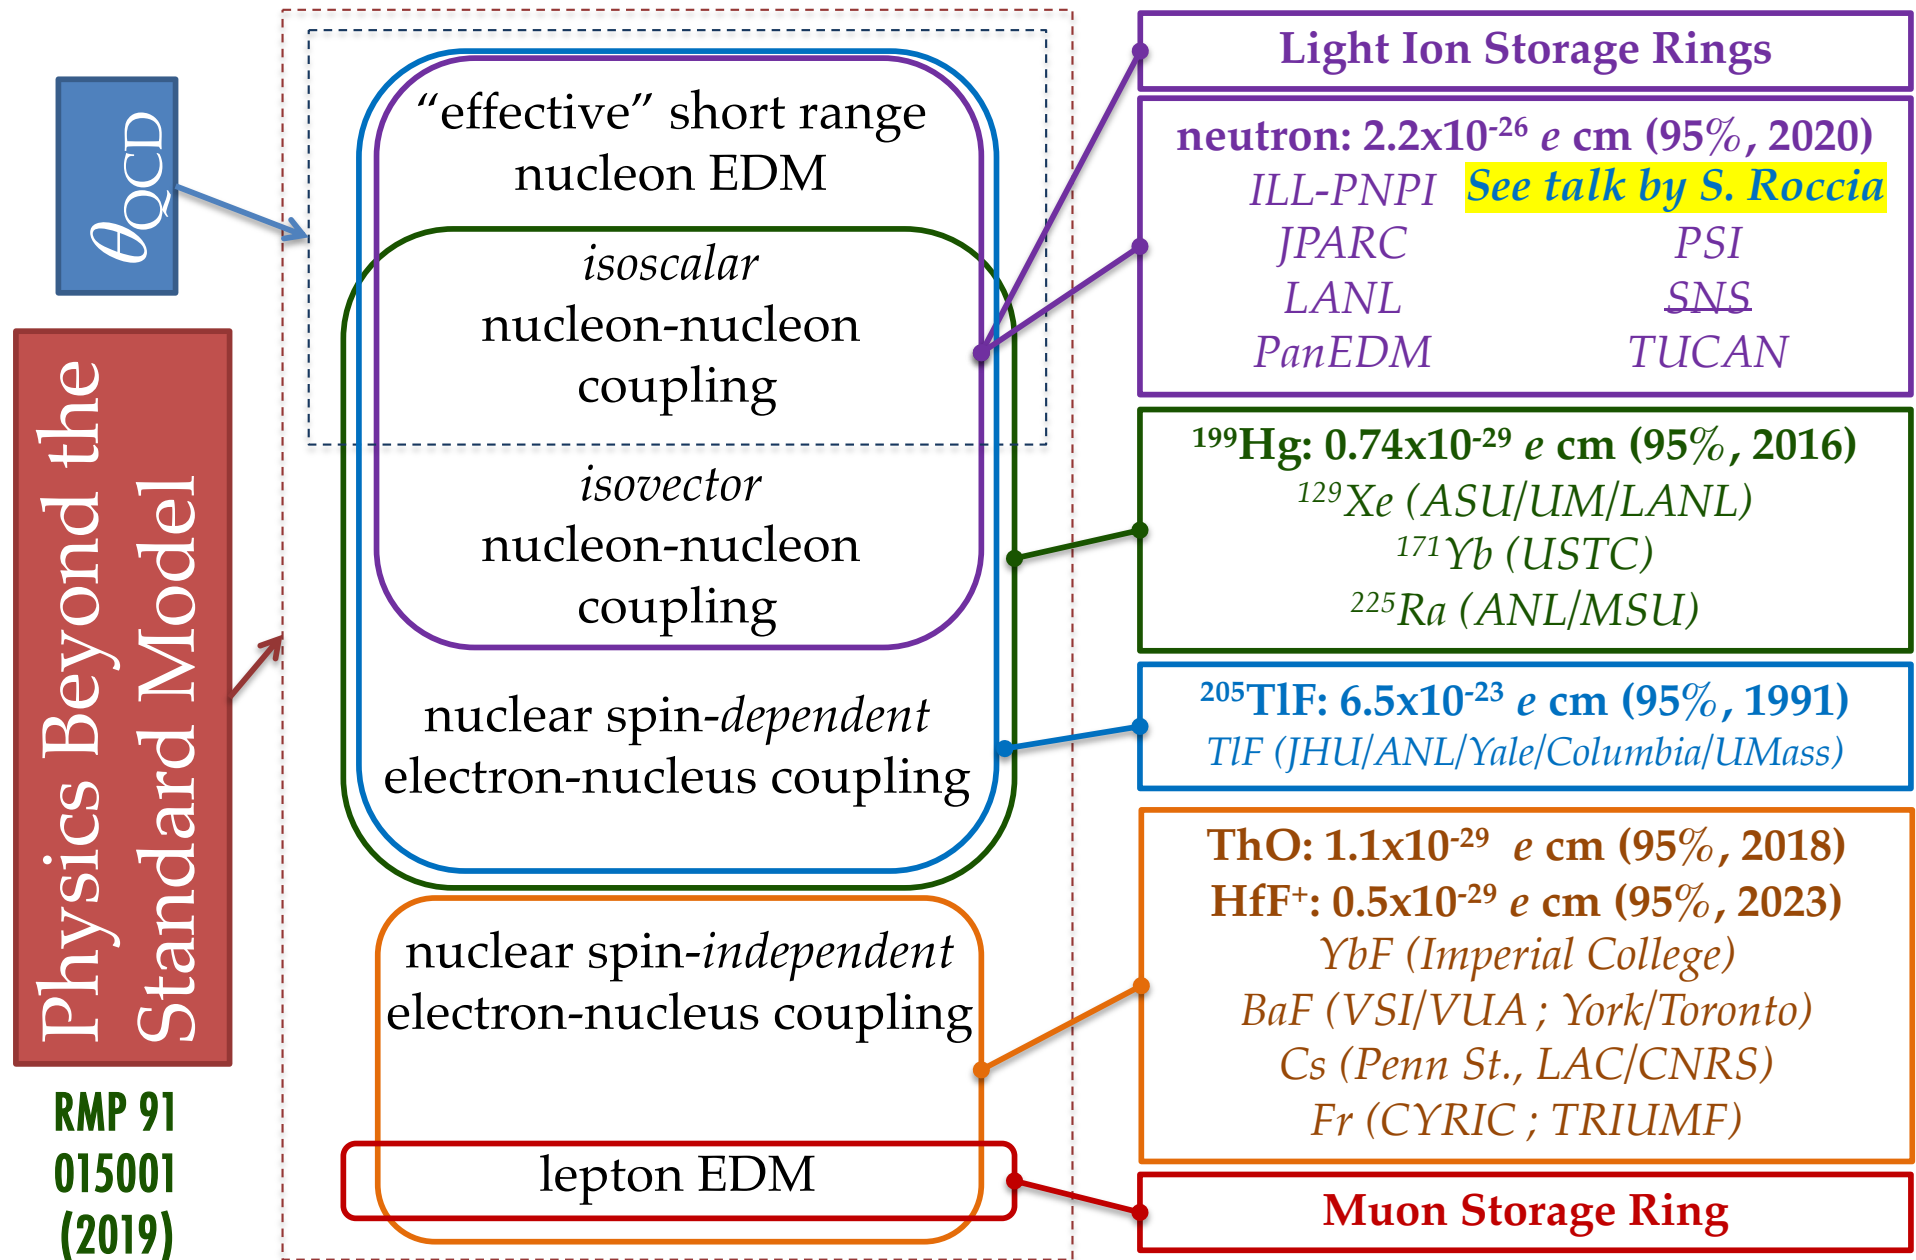 θQCD
Physics Beyond the
Standard Model
RMP 91
015001
(2019)
“effective” short range
nucleon EDM
isoscalar
nucleon-nucleon
coupling
isovector
nucleon-nucleon
coupling
nuclear spin-dependent
electron-nucleus coupling
nuclear spin-independent
electron-nucleus coupling
lepton EDM
Light Ion Storage Rings
neutron: 2.2x10⁻²⁶ e cm (95%, 2020)
ILL-PNPI See talk by S. Roccia
JPARC PSI
LANL SNS
PanEDM TUCAN
¹⁹⁹Hg: 0.74x10⁻²⁹ e cm (95%, 2016)
¹²⁹Xe (ASU/UM/LANL)
¹⁷¹Yb (USTC)
²²⁵Ra (ANL/MSU)
²⁰⁵TlF: 6.5x10⁻²³ e cm (95%, 1991)
TlF (JHU/ANL/Yale/Columbia/UMass)
ThO: 1.1x10⁻²⁹ e cm (95%, 2018)
HfF⁺: 0.5x10⁻²⁹ e cm (95%, 2023)
YbF (Imperial College)
BaF (VSI/VUA ; York/Toronto)
Cs (Penn St., LAC/CNRS)
Fr (CYRIC ; TRIUMF)
Muon Storage Ring